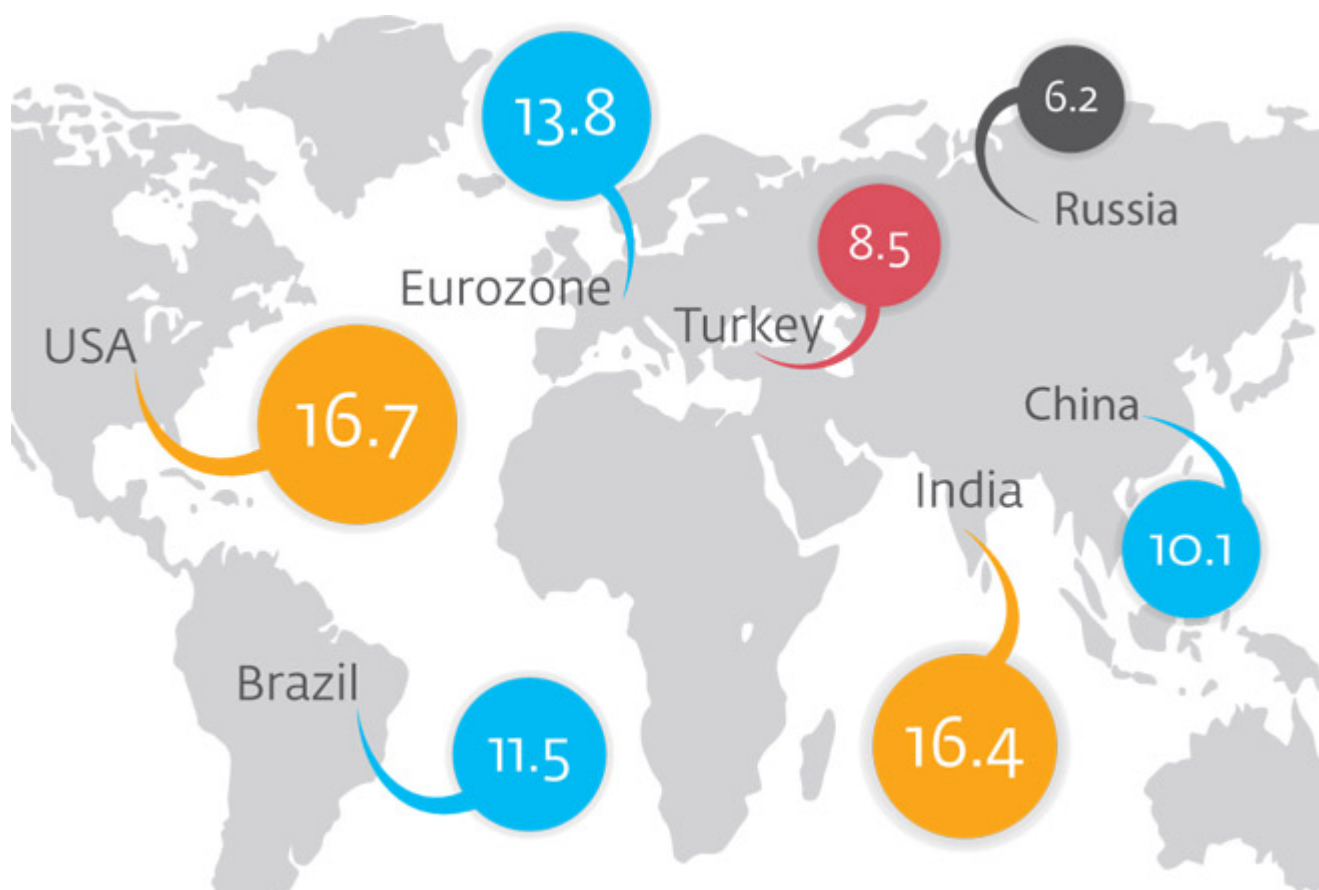 13.8
Eurozone
6.2
Russia
8.5
Turkey
USA
16.7
China
10.1
India
16.4
Brazil
11.5